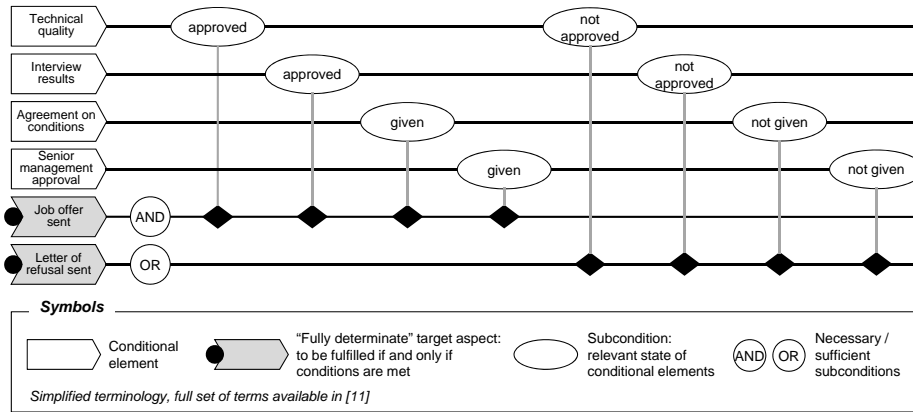 Technical
quality
approved
not
approved
Interview
results
approved
not
approved
Agreement on
conditions
given
not given
Senior
management
approval
given
not given
Job offer
sent
AND
Letter of
refusal sent
OR
Symbols
Conditional
element
“Fully determinate” target aspect:
to be fulfilled if and only if
conditions are met
Subcondition:
relevant state of
conditional elements
AND OR
Necessary /
sufficient
subconditions
Simplified terminology, full set of terms available in [11]